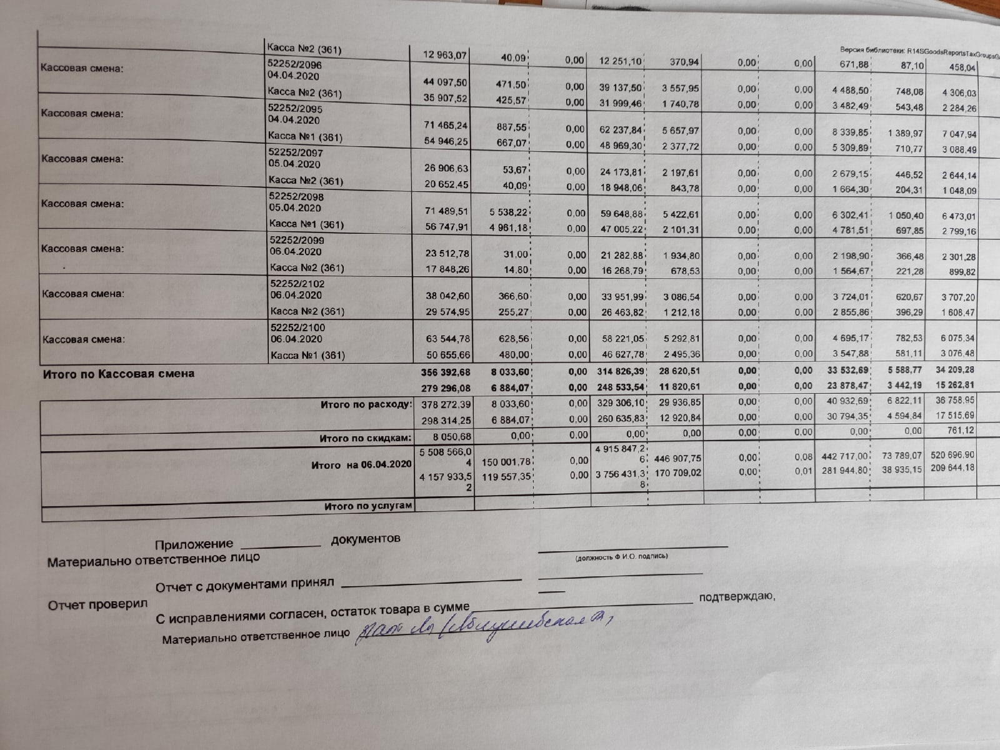 Версия библиотеки: R14SGoodsReportsTaxGroupsG
Касса №2 (361) 12 963,07 40,09 0,00 12 251,10 370,94 0,00 0,00 671,88 87,10 458,04
Кассовая смена: 52252/2096
04.04.2020 44 097,50 471,50 0,00 39 137,50 3 557,95 0,00 0,00 4 488,50 748,08 4 306,03
Касса №2 (361) 35 907,52 425,57 0,00 31 999,46 1 740,78 0,00 0,00 3 482,49 543,48 2 284,26
Кассовая смена: 52252/2095
04.04.2020 71 465,24 887,55 0,00 62 237,84 5 657,97 0,00 0,00 8 339,85 1 389,97 7 047,94
Касса №1 (361) 54 946,25 667,07 0,00 48 969,30 2 377,72 0,00 0,00 5 309,89 710,77 3 088,49
Кассовая смена: 52252/2097
05.04.2020 26 906,63 53,67 0,00 24 173,81 2 197,61 0,00 0,00 2 679,15 446,52 2 644,14
Касса №2 (361) 20 652,45 40,09 0,00 18 948,06 843,78 0,00 0,00 1 664,30 204,31 1 048,09
Кассовая смена: 52252/2098
05.04.2020 71 489,51 5 538,22 0,00 59 648,88 5 422,61 0,00 0,00 6 302,41 1 050,40 6 473,01
Касса №1 (361) 56 747,91 4 961,18 0,00 47 005,22 2 101,31 0,00 0,00 4 781,51 697,85 2 799,16
Кассовая смена: 52252/2099
06.04.2020 23 512,78 31,00 0,00 21 282,88 1 934,80 0,00 0,00 2 198,90 366,48 2 301,28
Касса №2 (361) 17 848,26 14,80 0,00 16 268,79 678,53 0,00 0,00 1 564,67 221,28 899,82
Кассовая смена: 52252/2102
06.04.2020 38 042,60 366,60 0,00 33 951,99 3 086,54 0,00 0,00 3 724,01 620,67 3 707,20
Касса №2 (361) 29 574,95 255,27 0,00 26 463,82 1 212,18 0,00 0,00 2 855,86 396,29 1 608,47
Кассовая смена: 52252/2100
06.04.2020 63 544,78 628,56 0,00 58 221,05 5 292,81 0,00 0,00 4 695,17 782,53 6 075,34
Касса №1 (361) 50 655,66 480,00 0,00 46 627,78 2 495,36 0,00 0,00 3 547,88 581,11 3 076,48
Итого по Кассовая смена 356 392,68 8 033,60 0,00 314 826,39 28 620,51 0,00 0,00 33 532,69 5 588,77 34 209,28
279 296,08 6 884,07 0,00 248 533,54 11 820,61 0,00 0,00 23 878,47 3 442,19 15 262,81
Итого по расходу: 378 272,39 8 033,60 0,00 329 306,10 29 936,85 0,00 0,00 40 932,69 6 822,11 36 758,95
298 314,25 6 884,07 0,00 260 635,83 12 920,84 0,00 0,00 30 794,35 4 594,84 17 515,69
Итого по скидкам: 8 050,68 0,00 0,00 0,00 0,00 0,00 0,00 0,00 0,00 761,12
5 508 566,0 4 915 847,2
Итого на 06.04.2020 4 150 001,78 0,00 6 446 907,75 0,00 0,08 442 717,00 73 789,07 520 696,90
4 157 933,5 119 557,35 0,00 3 756 431,3 170 709,02 0,00 0,01 281 944,80 38 935,15 209 644,18
2 8
Итого по услугам
Приложение ________ документов
Материально ответственное лицо
(должность Ф И.О. подпись)
Отчет с документами принял
Отчет проверил
С исправлениями согласен, остаток товара в сумме ________ подтверждаю,
Материально ответственное лицо